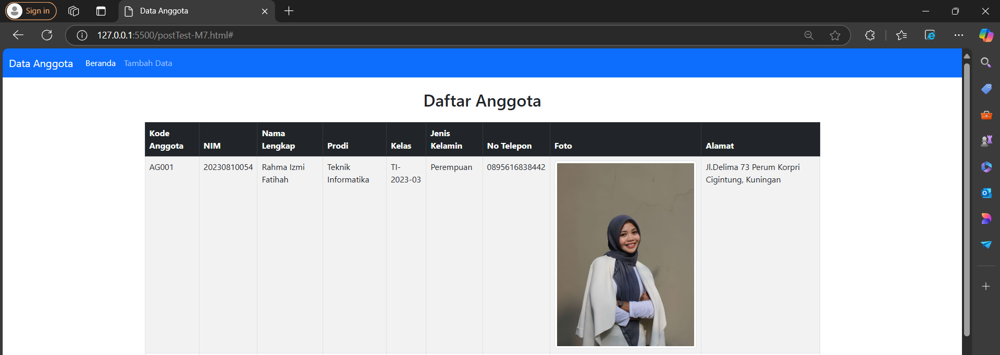 Sign in
Data Anggota
127.0.0.1:5500/postTest-M7.html#
Data Anggota Beranda Tambah Data
Daftar Anggota
Kode Anggota
NIM
Nama Lengkap
Prodi
Kelas
Jenis Kelamin
No Telepon
Foto
Alamat
AG001
20230810054
Rahma Izmi
Fatihah
Teknik
Informatika
TI-
2023-03
Perempuan
0895616838442
Jl.Delima 73 Perum Korpri
Cigintung, Kuningan